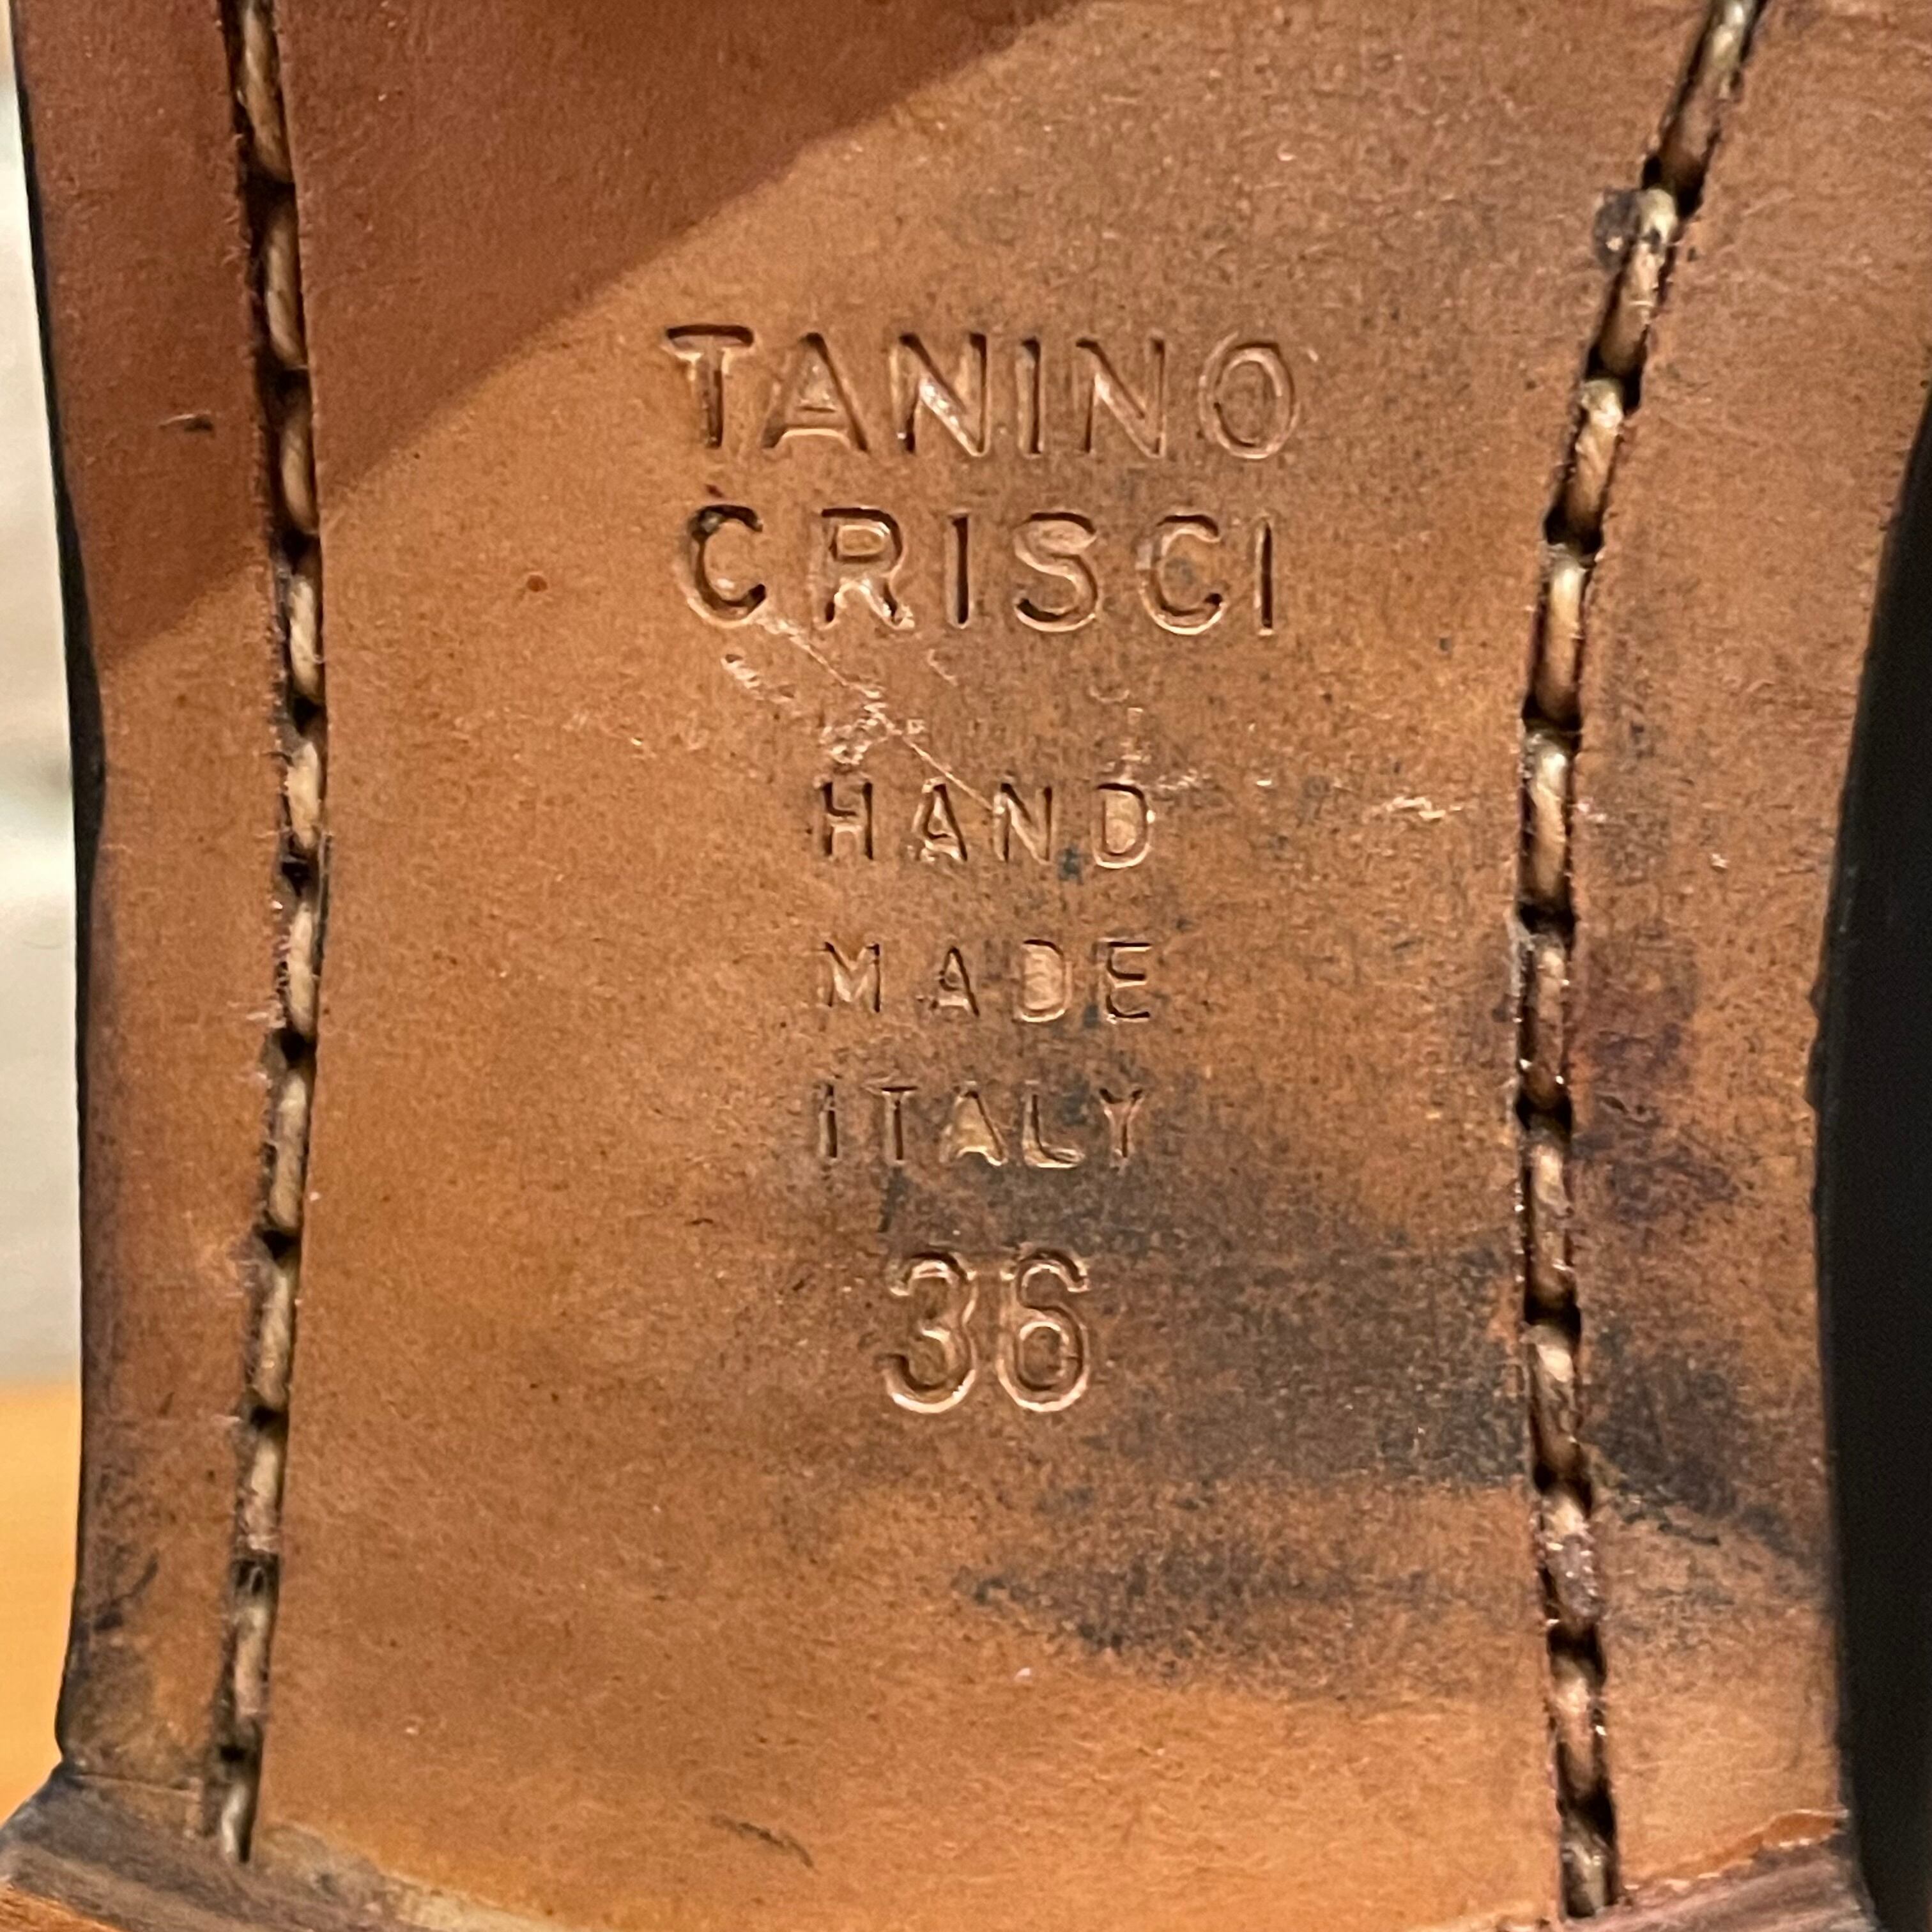 TANINO
CRISCI
HAND
MADE
ITALY
36